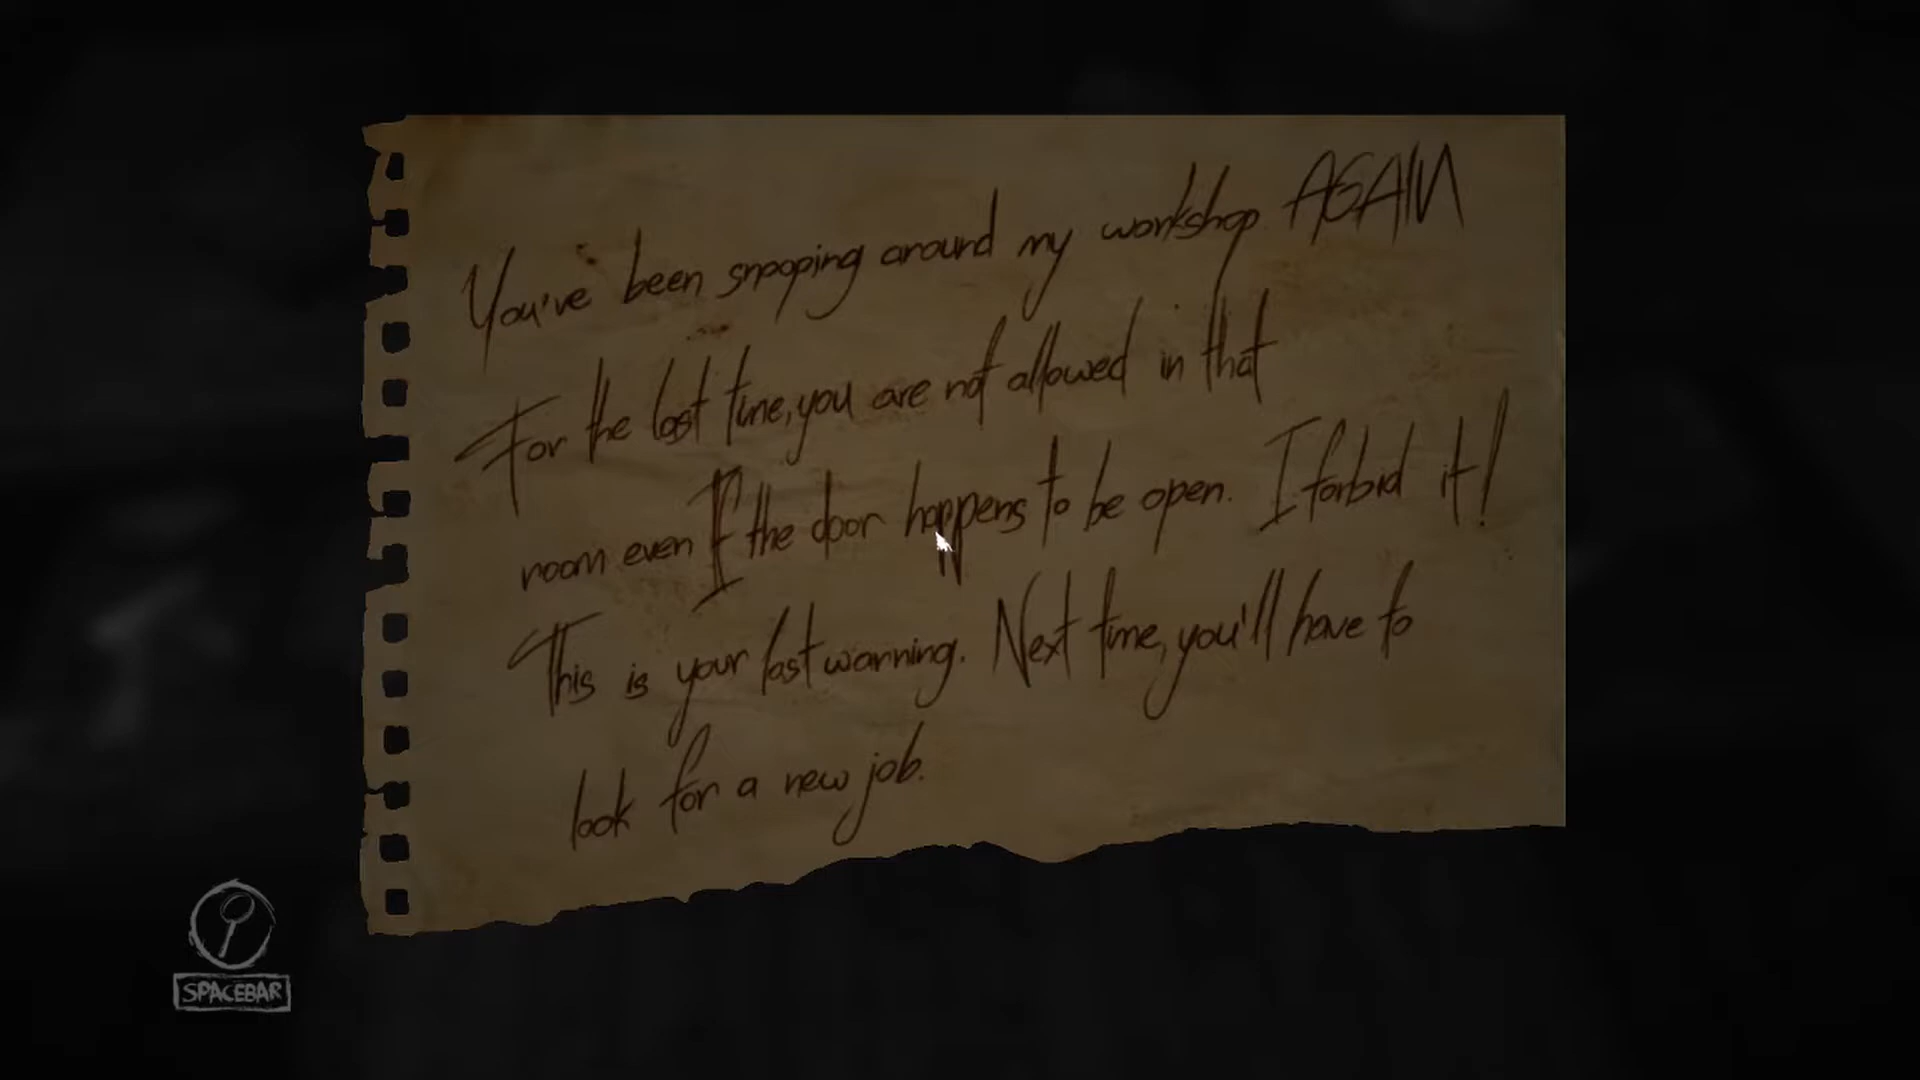 You've been snooping around my workshop AGAIN
For the last time, you are not allowed in that
room even If the door happens to be open. I forbid it!
This is your last warning. Next time, you'll have to
look for a new job.
SPACEBAR